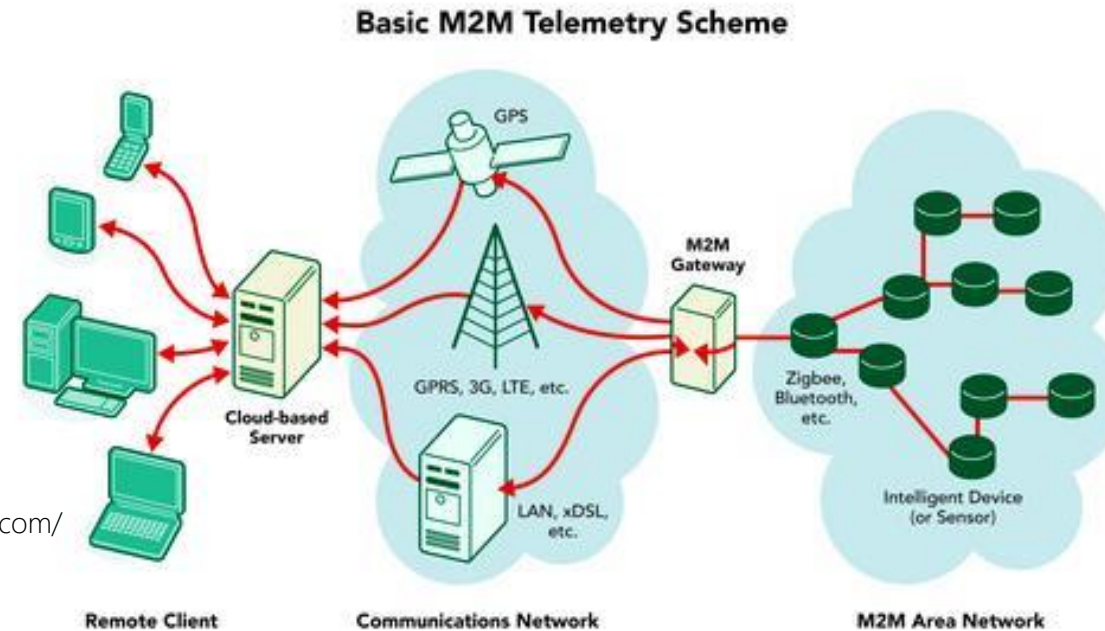 Basic M2M Telemetry Scheme
GPS
M2M
Gateway
GPRS, 3G, LTE, etc.
Zigbee,
Bluetooth,
etc.
Cloud-based
Server
LAN, xDSL,
etc.
Intelligent Device
(or Sensor)
com/
Remote Client
Communications Network
M2M Area Network